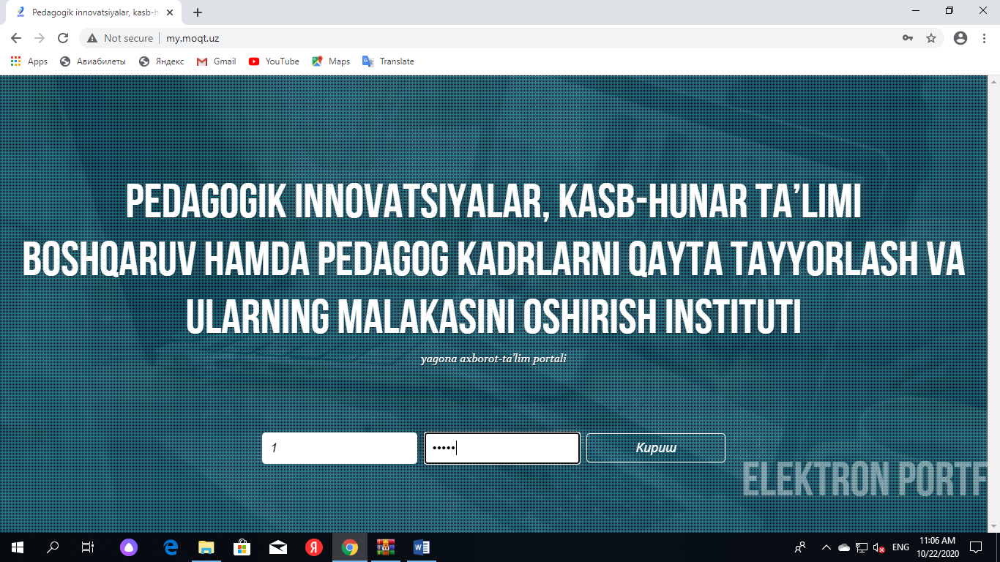 Pedagogik innovatsiyalar, kasb-h
Not secure
my.moqt.uz
Apps
Авиабилеты
Яндекс
Gmail
YouTube
Maps
Translate
PEDAGOGIK INNOVATSIYALAR, KASB-HUNAR TA’LIMI
BOSHQARUV HAMDA PEDAGOG KADRLARNI QAYTA TAYYORLASH VA
ULARNING MALAKASINI OSHIRISH INSTITUTI
yagona axborot-ta’lim portali
1
•••••
Кириш
ELEKTRON PORTF
ENG
11:06 AM
10/22/2020